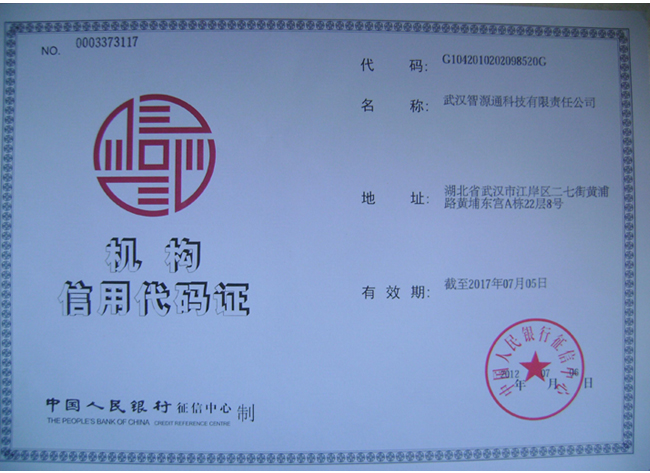 NO. 0003373117
代 码: G1042010202098520G
名 称: 武汉智源通科技有限责任公司
地 址: 湖北省武汉市江岸区二七街黄浦
路黄埔东宫A栋22层8号
机构
信用代码证
有 效 期: 截至2017年07月05日
中国人民银行征信中心
2012 年 07 月 06 日
中国人民银行征信中心 制
THE PEOPLE'S BANK OF CHINA CREDIT REFERENCE CENTRE